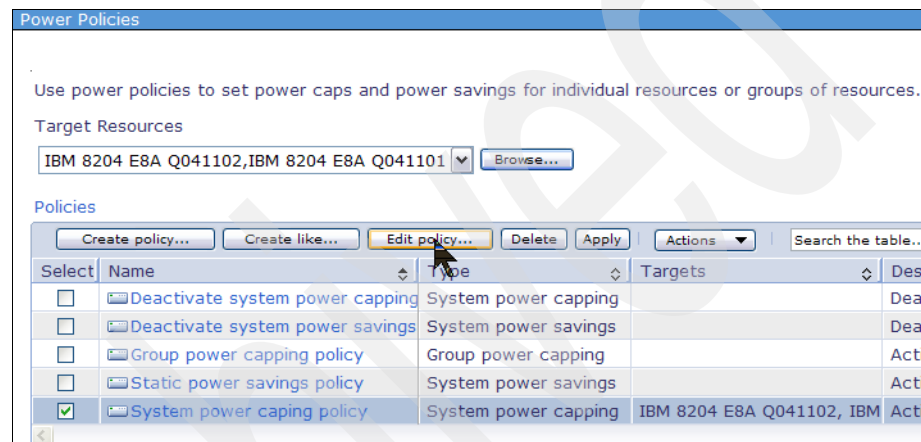 Power Policies
Use power policies to set power caps and power savings for individual resources or groups of resources.
Target Resources
IBM 8204 E8A Q041102,IBM 8204 E8A Q041101 Browse...
Policies
Create policy... Create like... Edit policy... Delete Apply Actions Search the table..
Select Name Type Targets Des
Deactivate system power capping System power capping Dea
Deactivate system power savings System power savings Dea
Group power capping policy Group power capping Act
Static power savings policy System power savings Act
System power caping policy System power capping IBM 8204 E8A Q041102, IBM Act